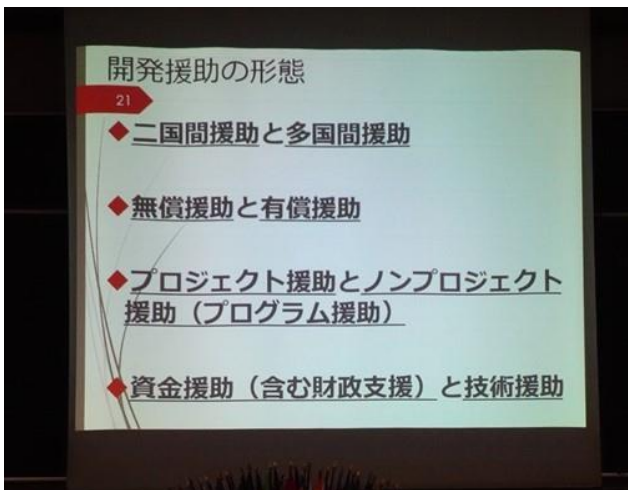 開発援助の形態
21
◆二国間援助と多国間援助
◆無償援助と有償援助
◆プロジェクト援助とノンプロジェクト
援助（プログラム援助）
◆資金援助（含む財政支援）と技術援助